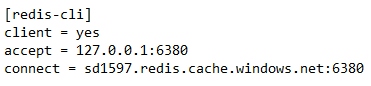 [redis-cli]
client = yes
accept = 127.0.0.1:6380
connect = sd1597.redis.cache.windows.net:6380